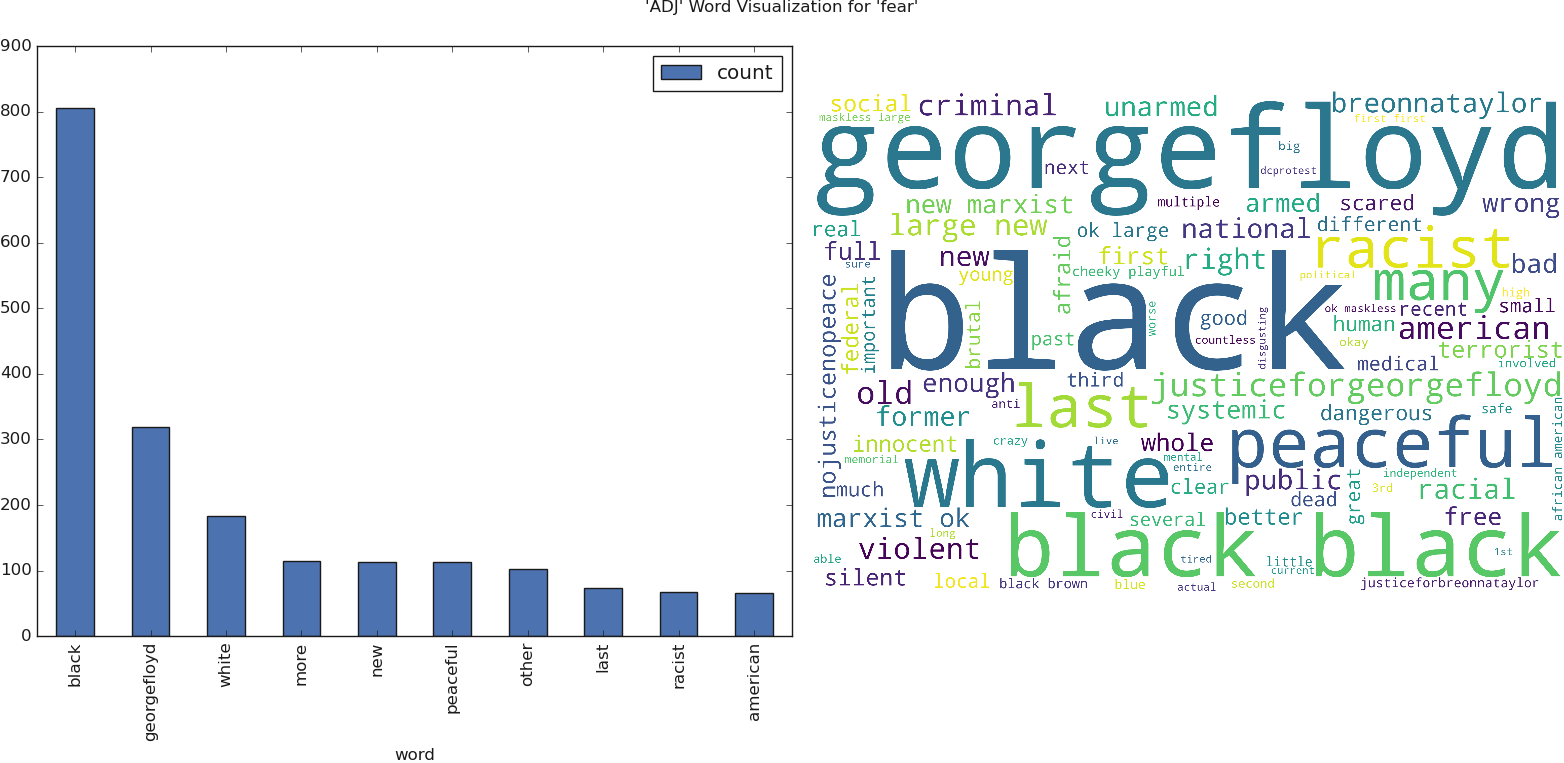 'ADJ' Word Visualization for 'fear'
900
800
700
600
500
400
300
200
100
0
count
black
georgefloyd
white
more
new
peaceful
other
last
racist
american
word
social
criminal
unarmed
breonnataylor
maskless large
first first
georgefloyd
big
next
dcprotest
new marxist
multiple
armed
scared
wrong
real
large new
ok large
national
different
racist
full
new
afraid
first
right
bad
sure
young
cheeky playful
political
many
high
nojusticenopeace
federal
important
black
brutal
past
worse
good
countless
disgusting
ok maskless
recent
small
human
american
okay
terrorist
medical
involved
old
enough
third
justiceforgeorgefloyd
anti
last
former
systemic
dangerous
safe
african american
innocent
crazy
live
whole
peaceful
memorial
white
mental
entire
independent
much
clear
public
dead
great
3rd
racial
marxist ok
civil
several
better
free
long
violent
black black
able
tired
little
current
1st
silent
local
black brown
blue
actual
second
justiceforbreonnataylor